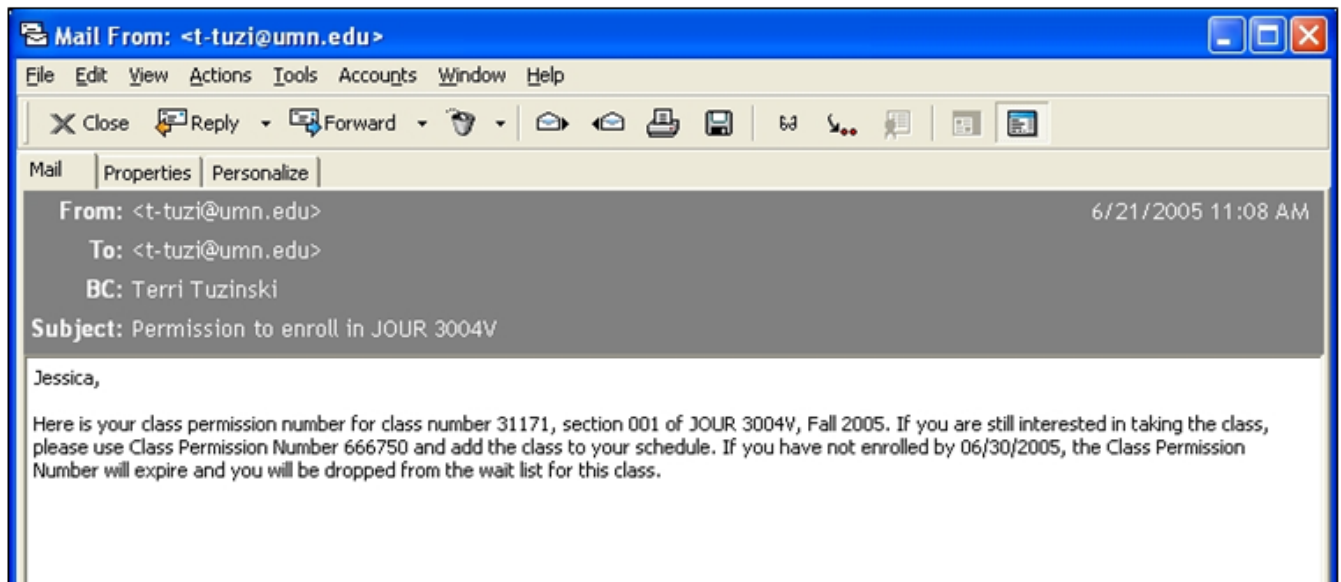 Mail From: <t-tuzi@umn.edu>
File Edit View Actions Tools Accounts Window Help
Close Reply Forward
Mail Properties Personalize
From: <t-tuzi@umn.edu> 6/21/2005 11:08 AM
To: <t-tuzi@umn.edu>
BC: Terri Tuzinski
Subject: Permission to enroll in JOUR 3004V
Jessica,
Here is your class permission number for class number 31171, section 001 of JOUR 3004V, Fall 2005. If you are still interested in taking the class,
please use Class Permission Number 666750 and add the class to your schedule. If you have not enrolled by 06/30/2005, the Class Permission
Number will expire and you will be dropped from the wait list for this class.